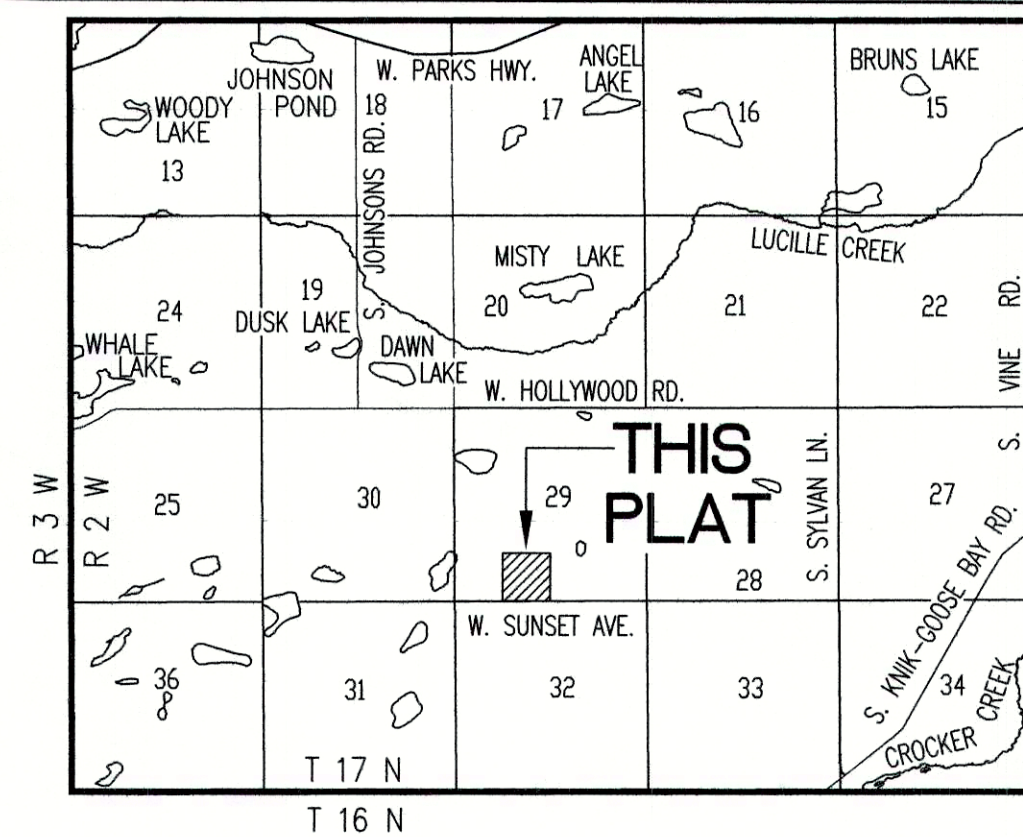 JOHNSON
POND
WOODY
LAKE
13
18
W. PARKS HWY.
17
ANGEL
LAKE
16
BRUNS LAKE
15
S. JOHNSONS RD.
LUCILLE CREEK
24
19
DUSK LAKE
DAWN
LAKE
MISTY LAKE
20
21
22
S. VINE RD.
WHALE
LAKE
W. HOLLYWOOD RD.
R 3 W
R 2 W
25
30
29
THIS
PLAT
28
S. SYLVAN LN.
27
S. KNIK-GOOSE BAY RD.
W. SUNSET AVE.
36
31
32
33
34
CROCKER CREEK
T 17 N
T 16 N